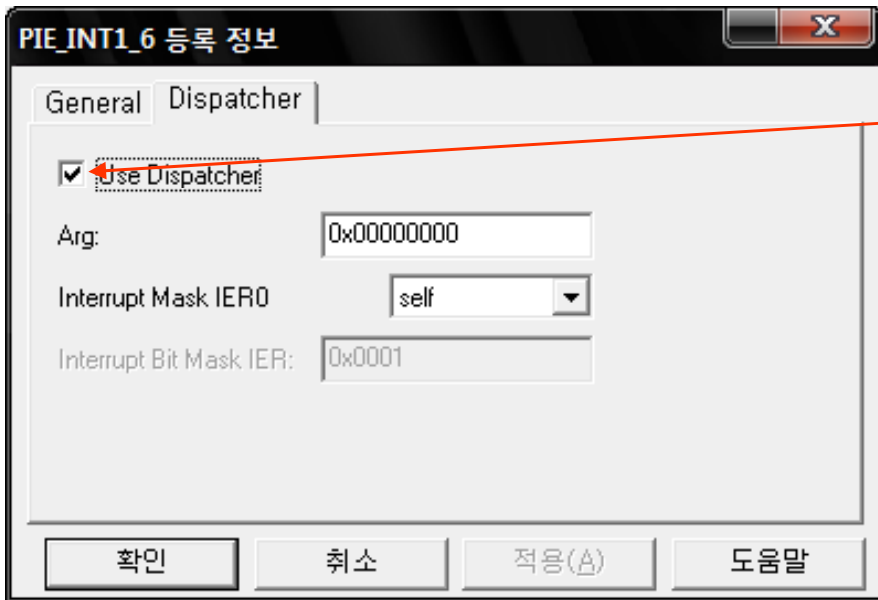 PIE_INT1_6 등록 정보
General Dispatcher
Use Dispatcher
Arg: 0x00000000
Interrupt Mask IER0 self
Interrupt Bit Mask IER: 0x0001
확인 취소 적용(A) 도움말